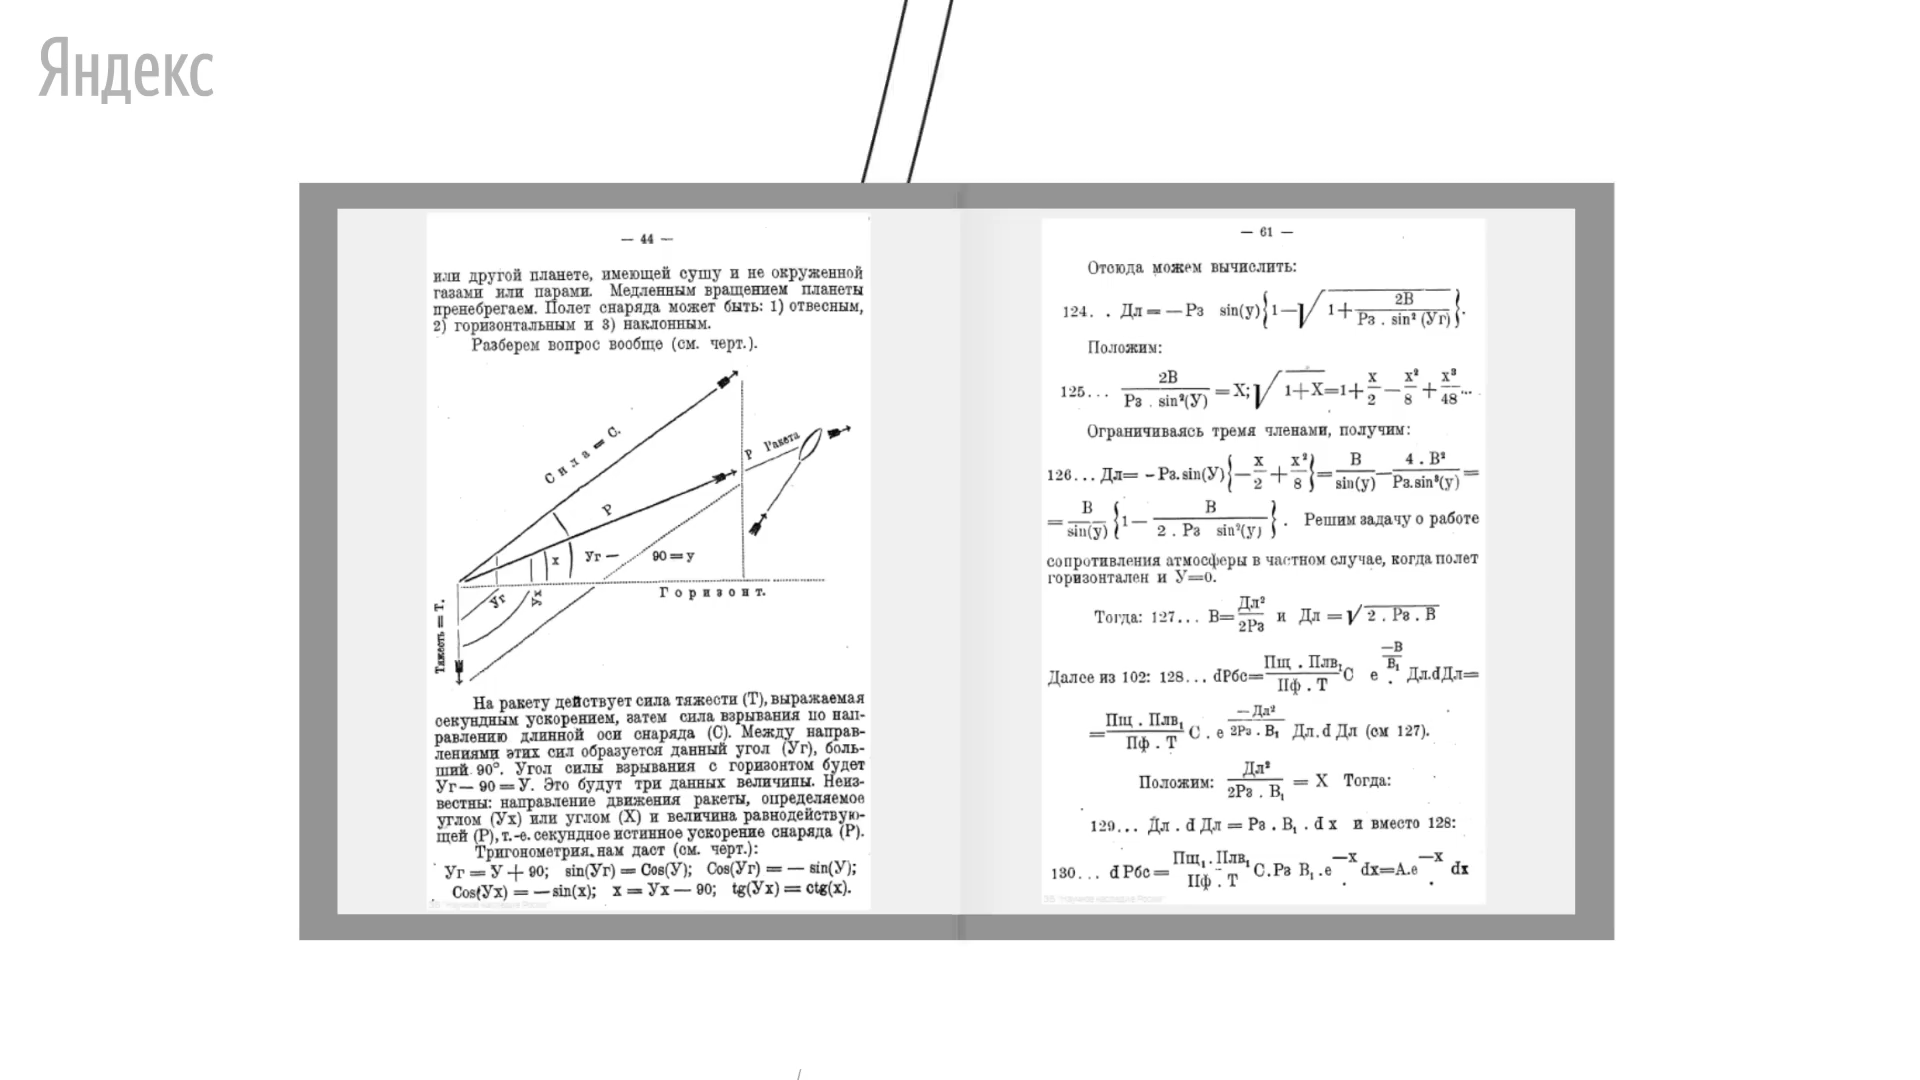 Яндекс
— 44 —
или другой планете, имеющей сушу и не окруженной
газами или парами. Медленным вращением планеты
пренебрегаем. Полет снаряда может быть: 1) отвесным,
2) горизонтальным и 3) наклонным.
Разберем вопрос вообще (см. черт.).
Сила = С.
Р Ракета
Р
х Уг — 90 = у
Уг Ух
Горизонт.
Тяжесть = Т.
На ракету действует сила тяжести (Т), выражаемая
секундным ускорением, затем сила взрывания по нап-
равлению длинной оси снаряда (С). Между направ-
лениями этих сил образуется данный угол (Уг), боль-
ший 90°. Угол силы взрывания с горизонтом будет
Уг — 90 = У. Это будут три данных величины. Неиз-
вестны: направление движения ракеты, определяемое
углом (Ух) или углом (Х) и величина равнодействую-
щей (Р), т.-е. секундное истинное ускорение снаряда (Р).
Тригонометрия нам даст (см. черт.):
Уг = У + 90; sin(Уг) = Cos(У); Cos(Уг) = — sin(У);
Cos(Ух) = — sin(х); х = Ух — 90; tg(Ух) = ctg(х).
— 61 —
Отсюда можем вычислить:
124. . Дл = — Рз sin(у) {1 — √ 1 + 2В / Рз . sin² (Уг)}.
Положим:
125... 2В / Рз . sin²(У) = Х; √ 1+Х = 1 + х/2 — х²/8 + х³/48...
Ограничиваясь тремя членами, получим:
126... Дл = - Рз.sin(У) {— х/2 + х²/8} = В / sin(у) — 4 . В² / Рз.sin³(у) =
= В / sin(у) {1 — В / 2 . Рз sin²(у)} . Решим задачу о работе
сопротивления атмосферы в частном случае, когда полет
горизонтален и У=0.
Тогда: 127... В = Дл² / 2Рз и Дл = √ 2 . Рз . В
Далее из 102: 128... dРбс = Пщ . Плв₁ / Пф . Т С е —В/В₁ . Дл.dДл =
= Пщ . Плв₁ / Пф . Т С . е —Дл² / 2Рз . В₁ Дл.d Дл (см 127).
Положим: Дл² / 2Рз . В₁ = Х Тогда:
129... Дл . d Дл = Рз . В₁ . d х и вместо 128:
130... d Рбс = Пщ₁ . Плв₁ / Пф . Т С.Рз В₁ .е —х dх=А.е —х dх